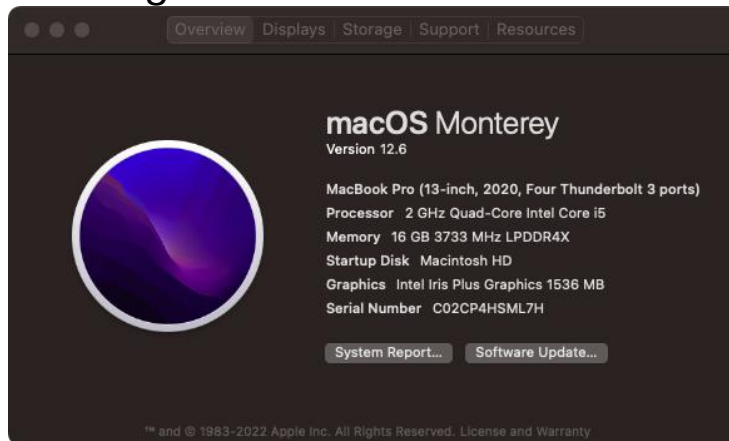 Overview Displays Storage Support Resources
macOS Monterey
Version 12.6
MacBook Pro (13-inch, 2020, Four Thunderbolt 3 ports)
Processor 2 GHz Quad-Core Intel Core i5
Memory 16 GB 3733 MHz LPDDR4X
Startup Disk Macintosh HD
Graphics Intel Iris Plus Graphics 1536 MB
Serial Number C02CP4HSML7H
System Report... Software Update...
™ and © 1983-2022 Apple Inc. All Rights Reserved. License and Warranty